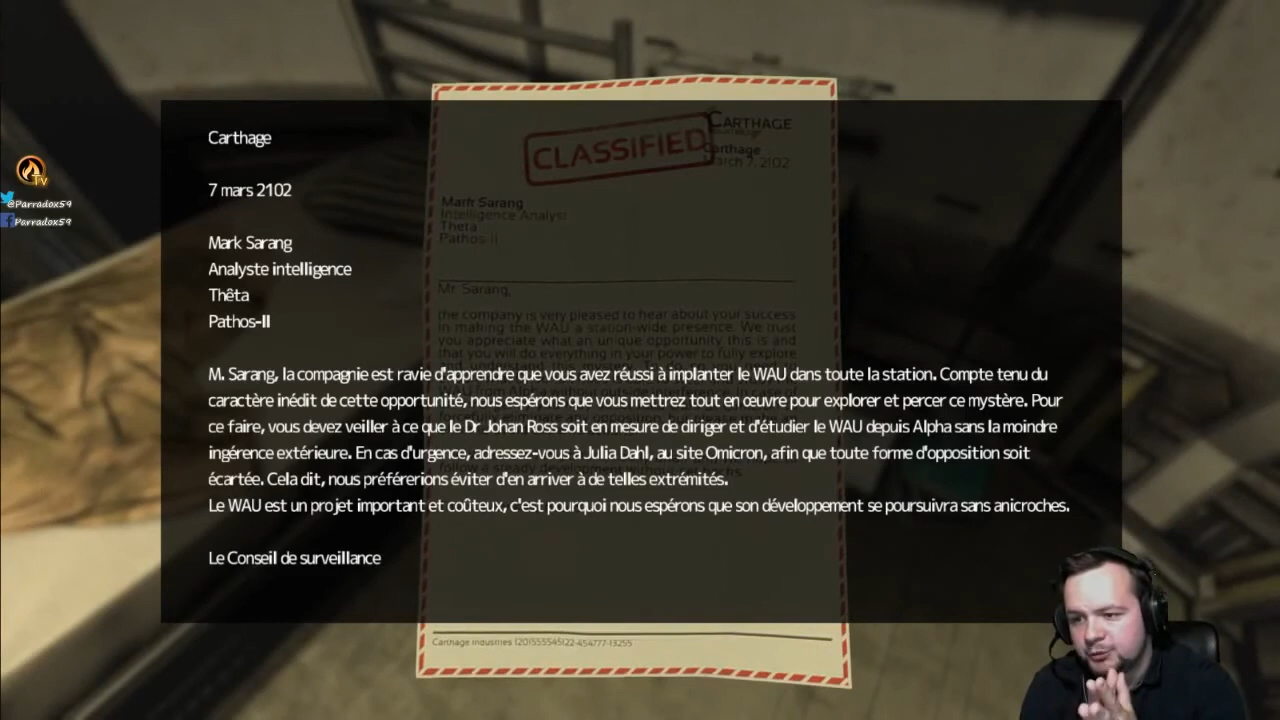 Carthage
7 mars 2102
Mark Sarang
Analyste intelligence
Thêta
Pathos-II
M. Sarang, la compagnie est ravie d'apprendre que vous avez réussi à implanter le WAU dans toute la station. Compte tenu du
caractère inédit de cette opportunité, nous espérons que vous mettrez tout en œuvre pour explorer et percer ce mystère. Pour
ce faire, vous devez veiller à ce que le Dr Johan Ross soit en mesure de diriger et d'étudier le WAU depuis Alpha sans la moindre
ingérence extérieure. En cas d'urgence, adressez-vous à Julia Dahl, au site Omicron, afin que toute forme d'opposition soit
écartée. Cela dit, nous préférerions éviter d'en arriver à de telles extrémités.
Le WAU est un projet important et coûteux, c'est pourquoi nous espérons que son développement se poursuivra sans anicroches.
Le Conseil de surveillance
CLASSIFIED
CARTHAGE
Carthage
March 7, 2102
Mark Sarang
Intelligence Analyst
Theta
Pathos-II
Mr. Sarang,
the company is very pleased to hear about your success
in making the WAU a station-wide presence. We trust
you appreciate what an unique opportunity this is and
that you will do everything in your power to fully explore
TV
@Parradox59
Parradox59